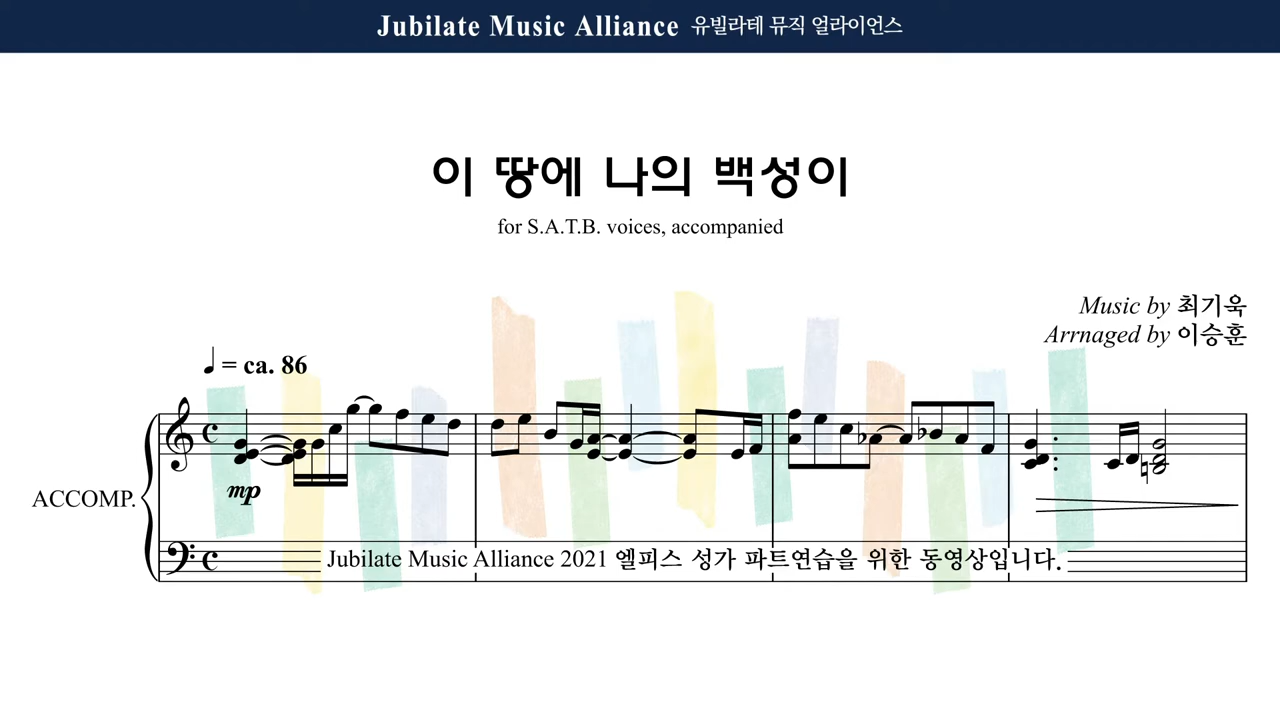 Jubilate Music Alliance 유빌라테 뮤직 얼라이언스
이 땅에 나의 백성이
for S.A.T.B. voices, accompanied
Music by 최기욱
Arrnaged by 이승훈
♩ = ca. 86
mp
ACCOMP.
Jubilate Music Alliance 2021 엘피스 성가 파트연습을 위한 동영상입니다.